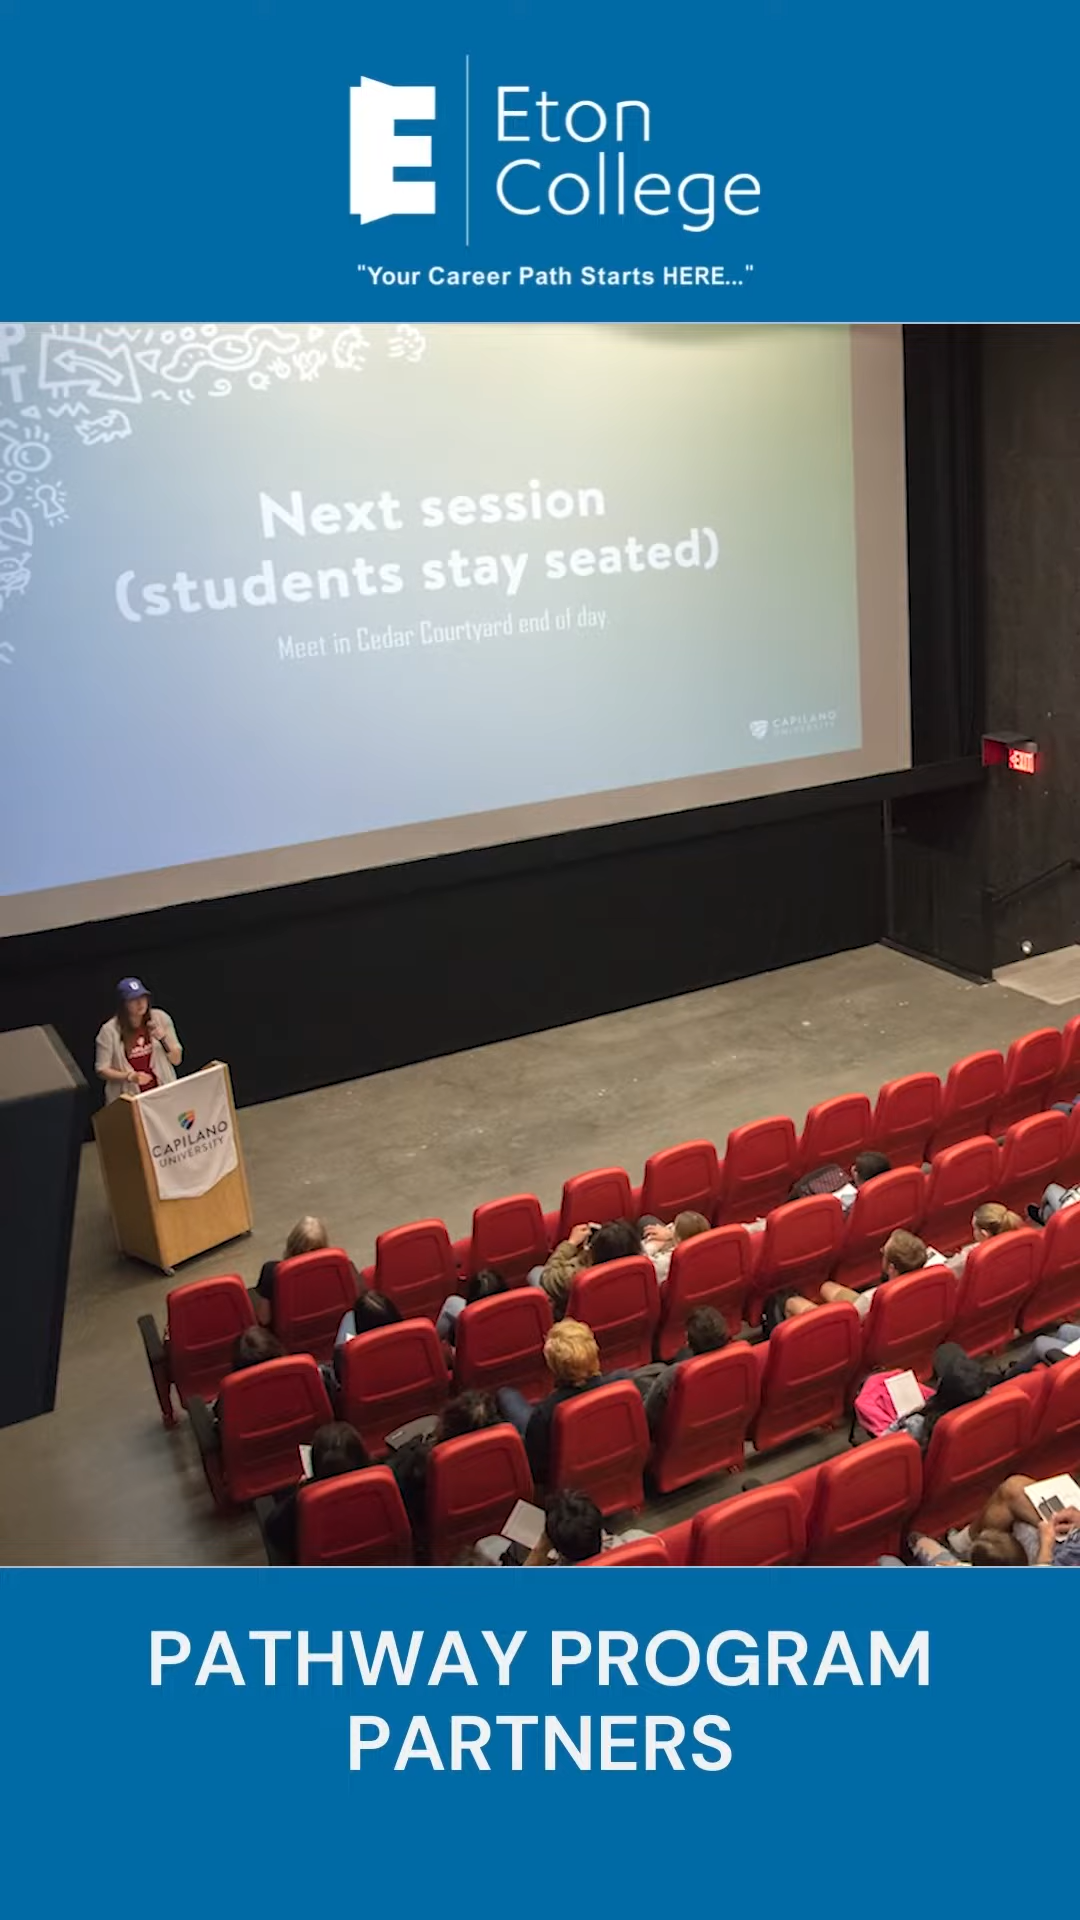 E
Eton
College
"Your Career Path Starts HERE..."
P
T
Next session
(students stay seated)
Meet in Cedar Courtyard end of day
CAPILANO
UNIVERSITY
EXIT
CAPILANO
UNIVERSITY
PATHWAY PROGRAM
PARTNERS